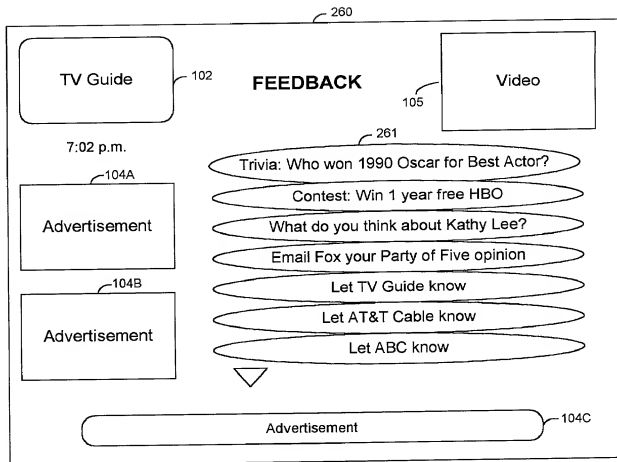 260
TV Guide
102
FEEDBACK
105
Video
7:02 p.m.
261
104A
Advertisement
104B
Advertisement
Trivia: Who won 1990 Oscar for Best Actor?
Contest: Win 1 year free HBO
What do you think about Kathy Lee?
Email Fox your Party of Five opinion
Let TV Guide know
Let AT&T Cable know
Let ABC know
Advertisement
104C